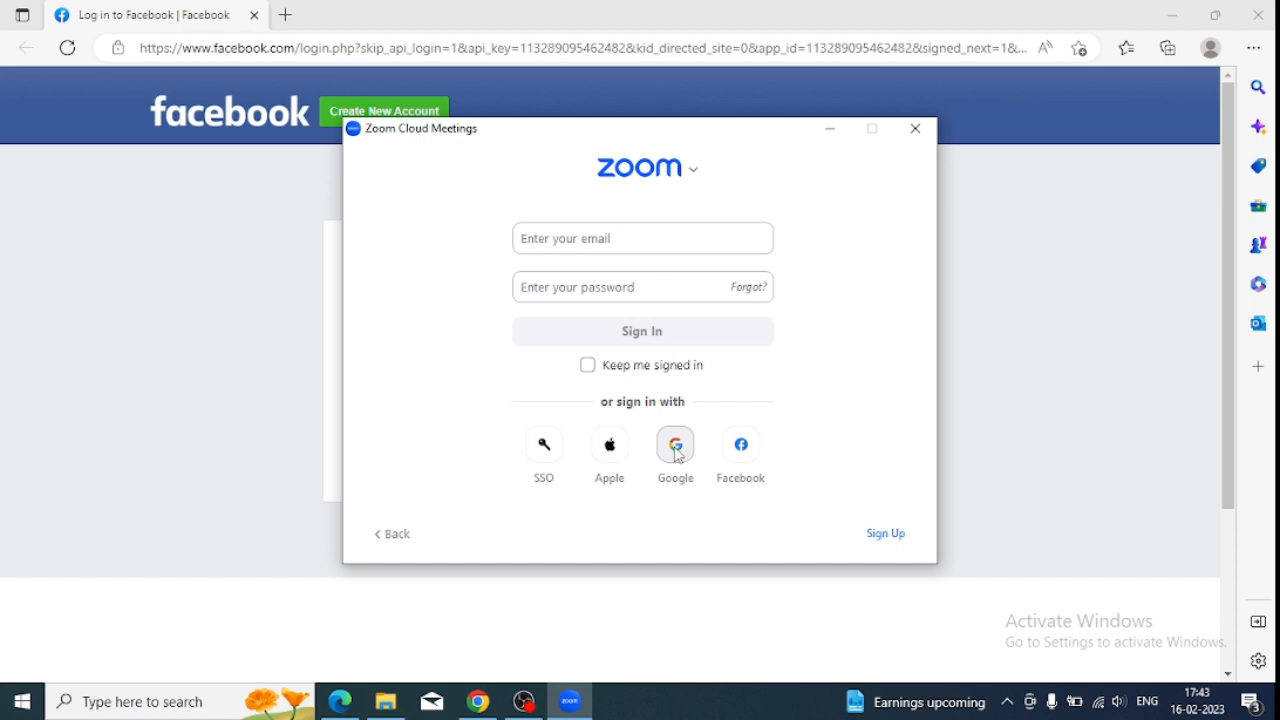 Log in to Facebook | Facebook
https://www.facebook.com/login.php?skip_api_login=1&api_key=113289095462482&kid_directed_site=0&app_id=113289095462482&signed_next=1&...
facebook
Create New Account
zoom Zoom Cloud Meetings
zoom
Enter your email
Enter your password Forgot?
Sign In
Keep me signed in
or sign in with
SSO Apple Google Facebook
Back Sign Up
Activate Windows
Go to Settings to activate Windows.
Type here to search
zoom
Earnings upcoming
ENG
17:43
16-02-2023
3